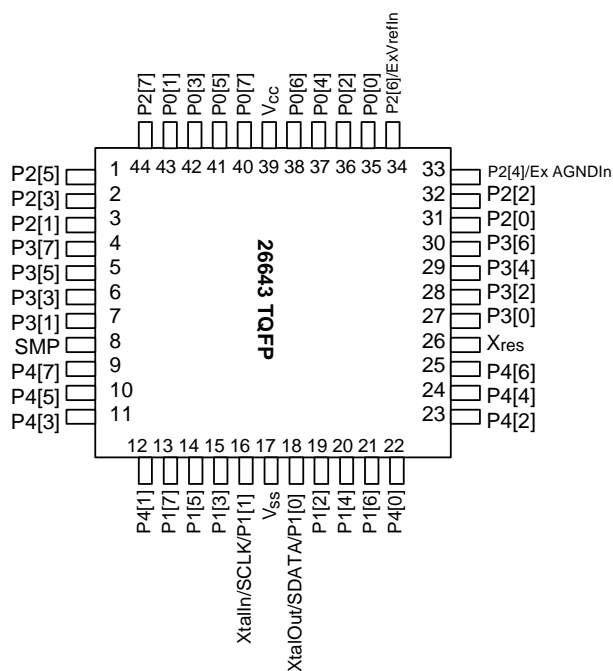 P2[7]
P0[1]
P0[3]
P0[5]
P0[7]
Vcc
P0[6]
P0[4]
P0[2]
P0[0]
P2[6]/ExVrefIn
44 43 42 41 40 39 38 37 36 35 34
P2[5] 1
P2[3] 2
P2[1] 3
P3[7] 4
P3[5] 5
P3[3] 6
P3[1] 7
SMP 8
P4[7] 9
P4[5] 10
P4[3] 11
26643 TQFP
33 P2[4]/Ex AGNDIn
32 P2[2]
31 P2[0]
30 P3[6]
29 P3[4]
28 P3[2]
27 P3[0]
26 Xres
25 P4[6]
24 P4[4]
23 P4[2]
12 13 14 15 16 17 18 19 20 21 22
P4[1]
P1[7]
P1[5]
P1[3]
XtalIn/SCLK/P1[1]
Vss
XtalOut/SDATA/P1[0]
P1[2]
P1[4]
P1[6]
P4[0]